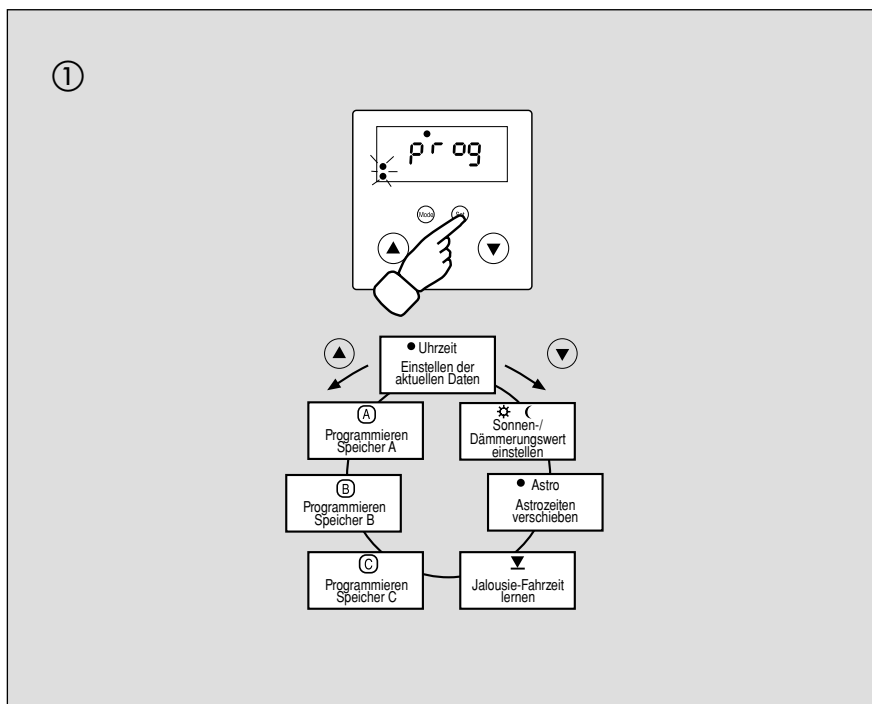 ①
prog
Mode
● Uhrzeit
Einstellen der
aktuellen Daten
A
Programmieren
Speicher A
Sonnen-/
Dämmerungswert
einstellen
B
Programmieren
Speicher B
● Astro
Astrozeiten
verschieben
C
Programmieren
Speicher C
Jalousie-Fahrzeit
lernen